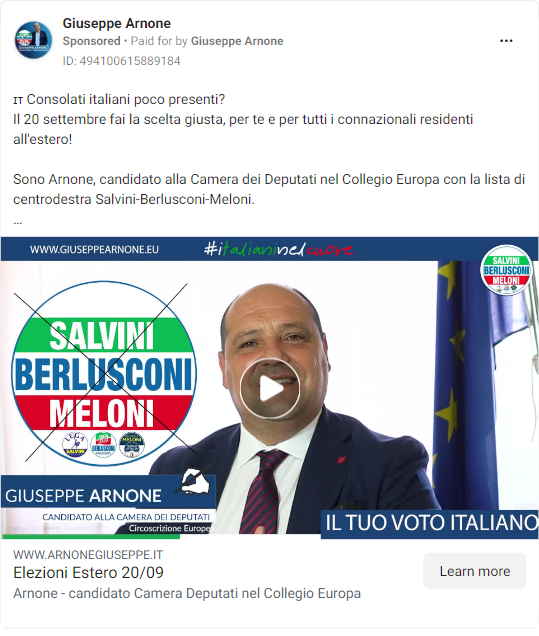 Giuseppe Arnone
Sponsored • Paid for by Giuseppe Arnone
ID: 494100615889184
IT Consolati italiani poco presenti?
Il 20 settembre fai la scelta giusta, per te e per tutti i connazionali residenti
all'estero!
Sono Arnone, candidato alla Camera dei Deputati nel Collegio Europa con la lista di
centrodestra Salvini-Berlusconi-Meloni.
...
WWW.GIUSEPPEARNONE.EU
#italianinelcuore
SALVINI
BERLUSCONI
MELONI
SALVINI
BERLUSCONI
MELONI
LEGA
SALVINI
MELONI
GIUSEPPE ARNONE
CANDIDATO ALLA CAMERA DEI DEPUTATI
Circoscrizione Europe
IL TUO VOTO ITALIANO
WWW.ARNONEGIUSEPPE.IT
Elezioni Estero 20/09
Arnone - candidato Camera Deputati nel Collegio Europa
Learn more